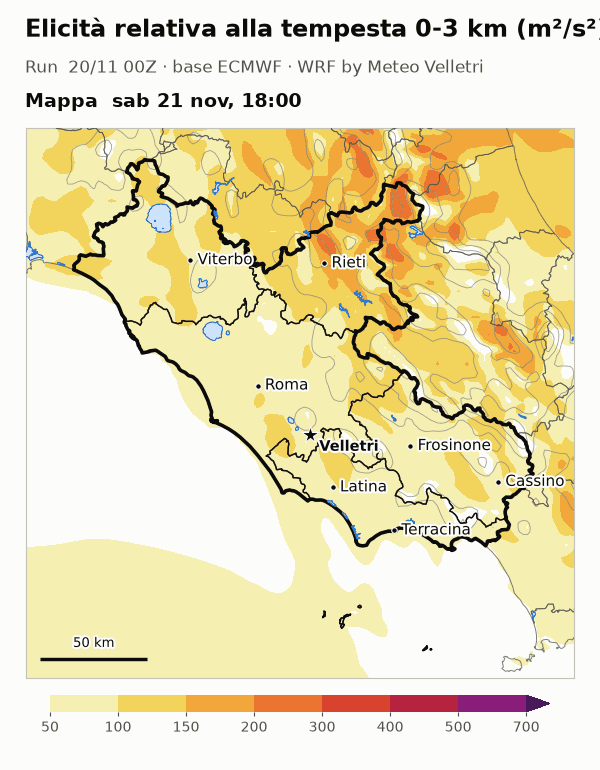 Elicità relativa alla tempesta 0-3 km (m²/s²)
Run  20/11 00Z · base ECMWF · WRF by Meteo Velletri
Mappa  sab 21 nov, 18:00
Viterbo
Rieti
Roma
Velletri
Frosinone
Cassino
Latina
Terracina
50 km
50 100 150 200 300 400 500 700